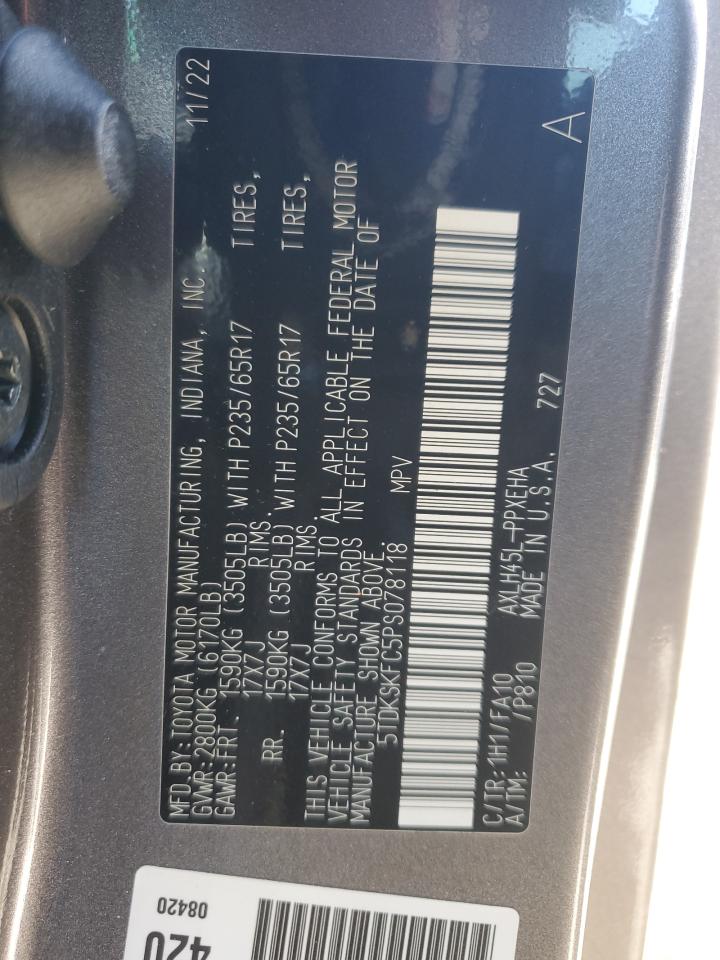 MFD.BY:TOYOTA MOTOR MANUFACTURING, INDIANA, INC. 11/22
GVWR:2800KG (6170LB)
GAWR:FRT. 1590KG (3505LB) WITH P235/65R17 TIRES,
17X7J RIMS.
RR. 1590KG (3505LB) WITH P235/65R17 TIRES,
17X7J RIMS
THIS VEHICLE CONFORMS TO ALL APPLICABLE FEDERAL MOTOR
VEHICLE SAFETY STANDARDS IN EFFECT ON THE DATE OF
MANUFACTURE SHOWN ABOVE.
5TDKSKFC5PS078118 MPV
C/TR:1H1/FA10 AXLH45L-PPXEHA
A/TM: /P810 MADE IN U.S.A. 727
A
08420
420